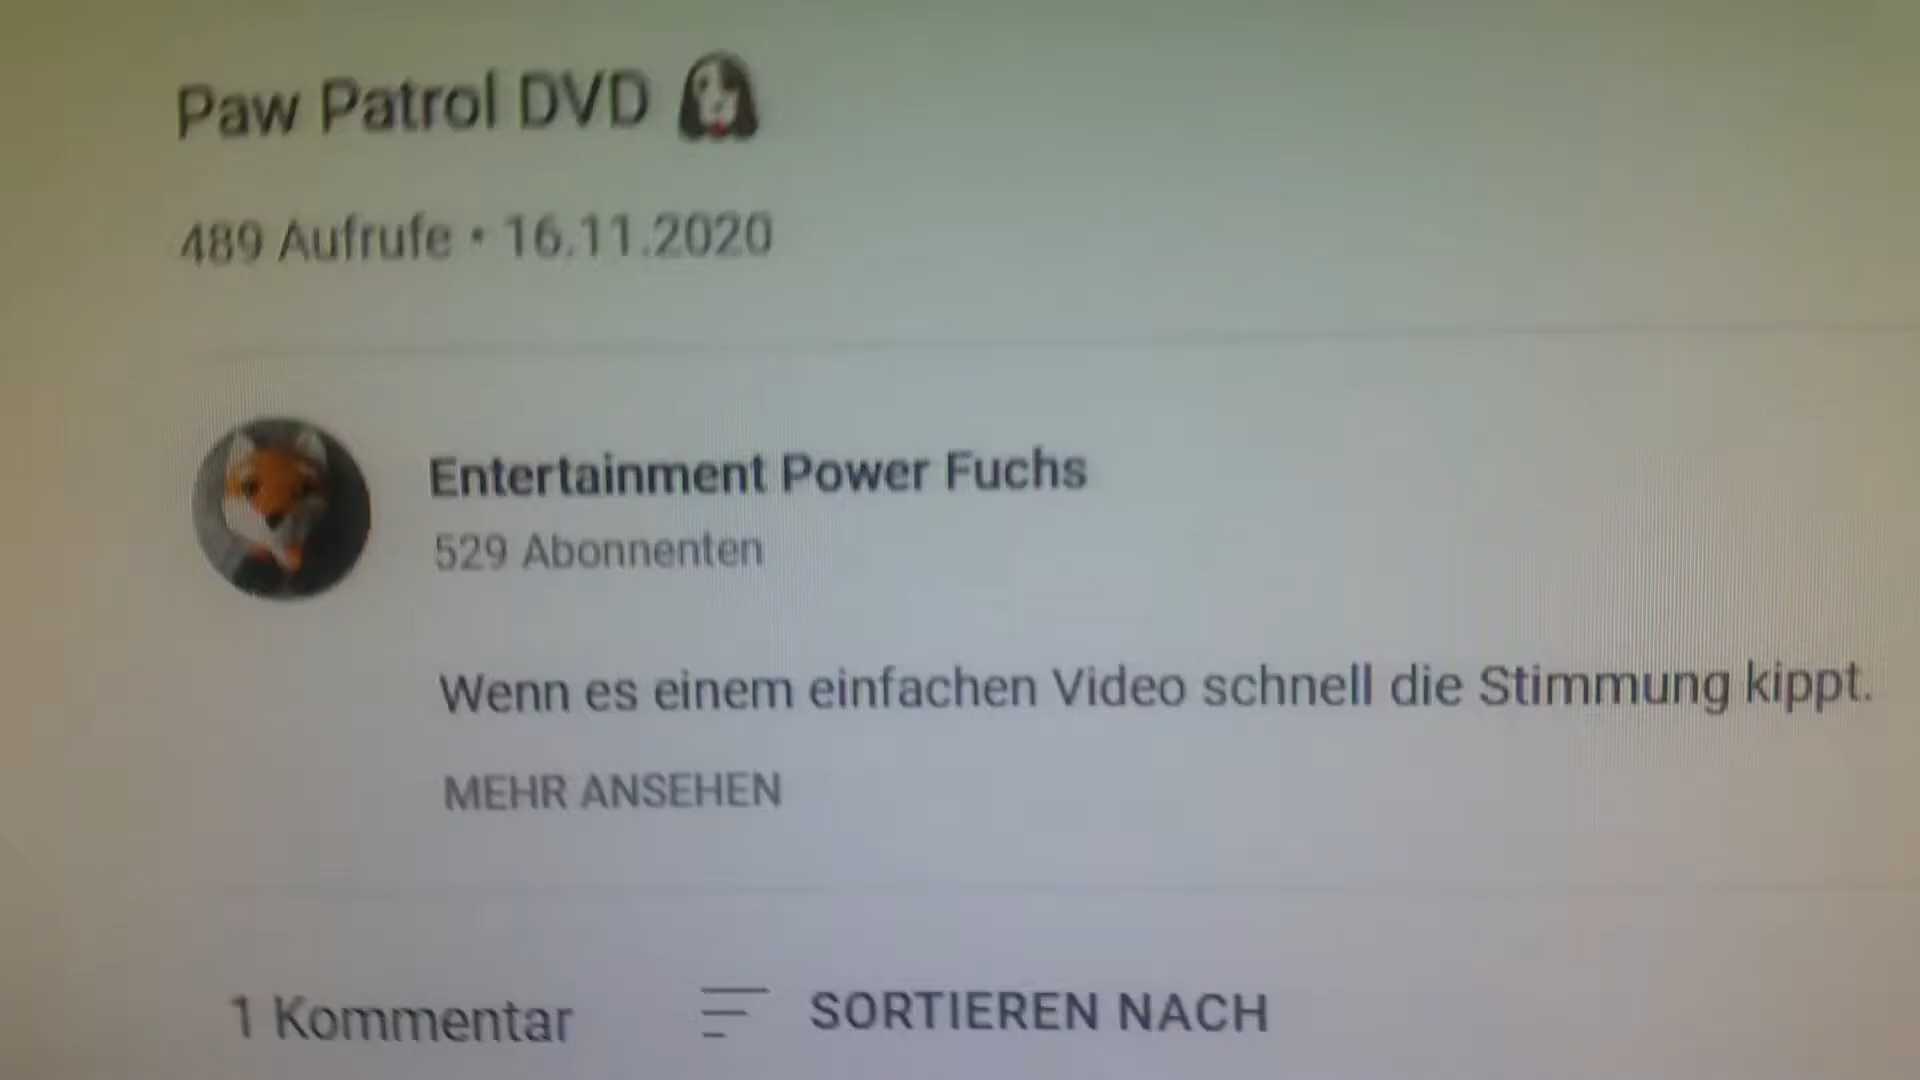 Paw Patrol DVD
489 Aufrufe • 16.11.2020
Entertainment Power Fuchs
529 Abonnenten
Wenn es einem einfachen Video schnell die Stimmung kippt.
MEHR ANSEHEN
1 Kommentar SORTIEREN NACH